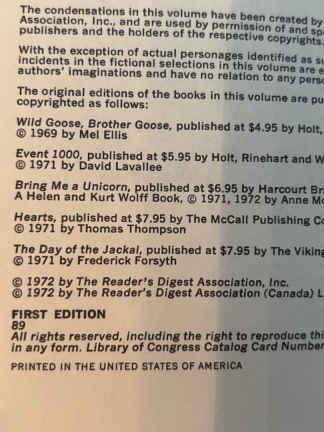 The condensations in this volume have been created by
Association, Inc., and are used by permission of and sp
publishers and the holders of the respective copyrights.
With the exception of actual personages identified as su
incidents in the fictional selections in this volume are e
authors' imaginations and have no relation to any perso
The original editions of the books in this volume are pu
copyrighted as follows:
Wild Goose, Brother Goose, published at $4.95 by Holt,
© 1969 by Mel Ellis
Event 1000, published at $5.95 by Holt, Rinehart and W
© 1971 by David Lavallee
Bring Me a Unicorn, published at $6.95 by Harcourt Br
A Helen and Kurt Wolff Book, © 1971, 1972 by Anne Mo
Hearts, published at $7.95 by The McCall Publishing Co
© 1971 by Thomas Thompson
The Day of the Jackal, published at $7.95 by The Viking
© 1971 by Frederick Forsyth
© 1972 by The Reader's Digest Association, Inc.
© 1972 by The Reader's Digest Association (Canada) L
FIRST EDITION
89
All rights reserved, including the right to reproduce thi
in any form. Library of Congress Catalog Card Number
PRINTED IN THE UNITED STATES OF AMERICA